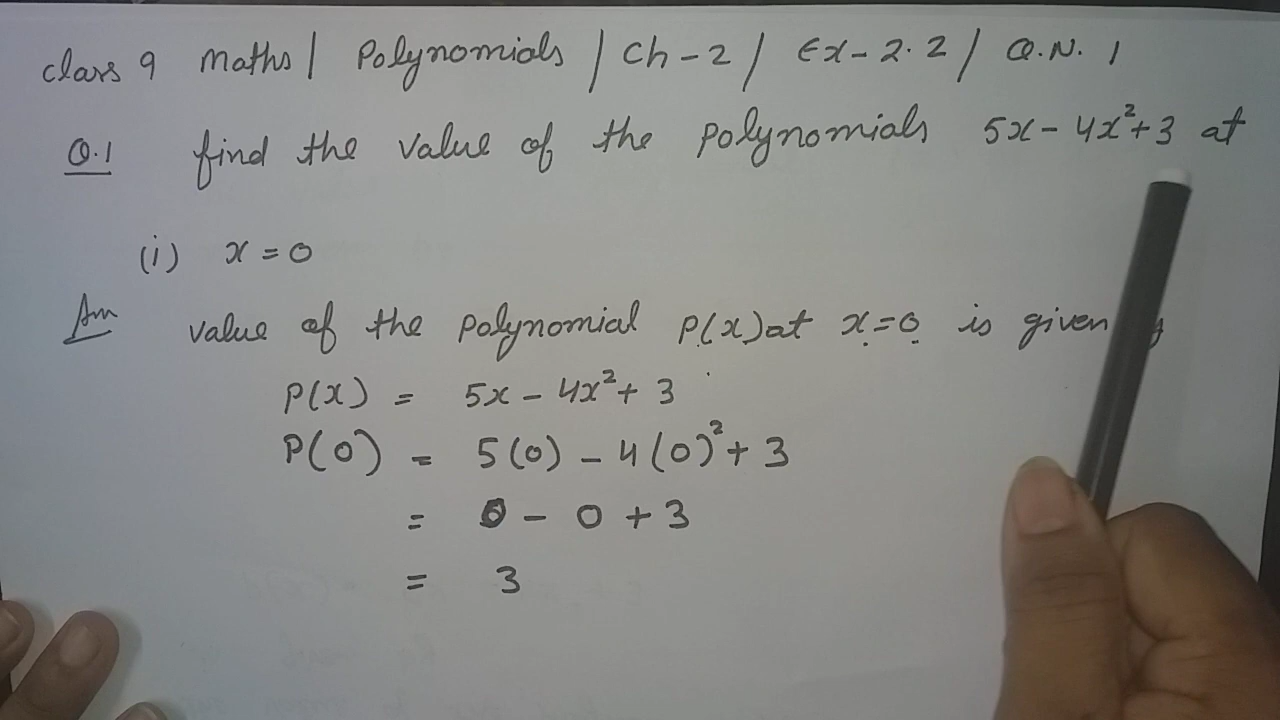 class 9 maths | Polynomials / Ch-2 / Ex-2.2 / Q.N. 1
Q.1 find the value of the polynomials 5x - 4x²+3 at
(i) x = 0
Ans value of the polynomial P(x) at x=0 is given
P(x) = 5x - 4x² + 3
P(0) = 5(0) - 4(0)² + 3
= 0 - 0 + 3
= 3